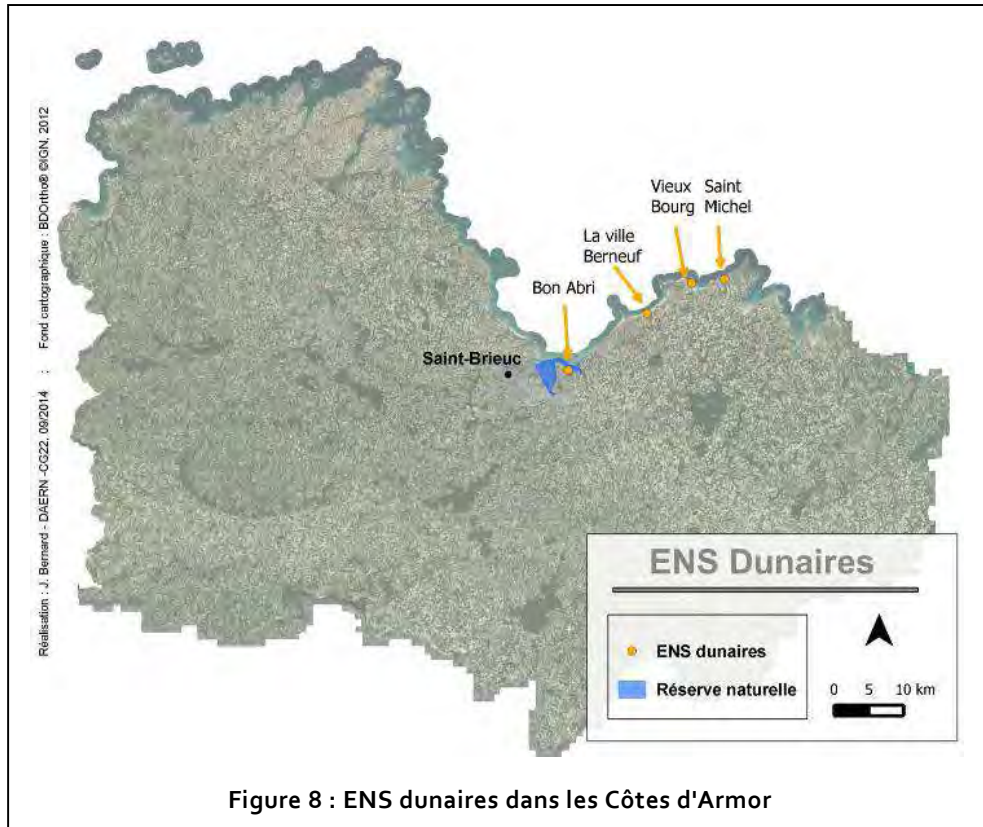 Réalisation : J. Bernard - DAERN -CG22, 09/2014 : Fond cartographique : BDOrtho® ©IGN, 2012
Vieux
Bourg
Saint
Michel
La ville
Berneuf
Bon Abri
Saint-Brieuc
ENS Dunaires
ENS dunaires
Réserve naturelle
0 5 10 km
Figure 8 : ENS dunaires dans les Côtes d'Armor